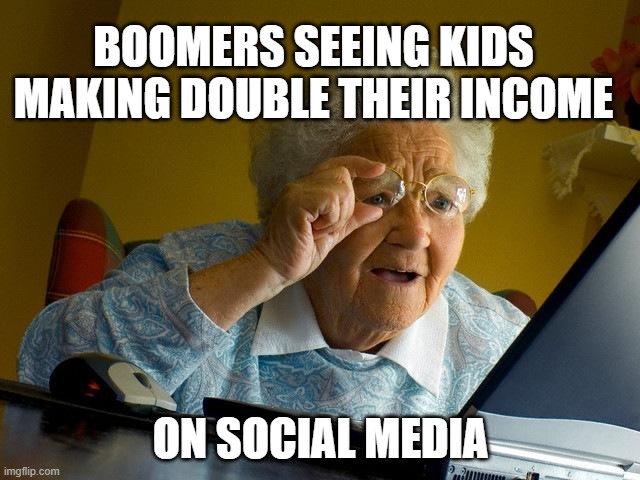 BOOMERS SEEING KIDS
MAKING DOUBLE THEIR INCOME
ON SOCIAL MEDIA
imgflip.com